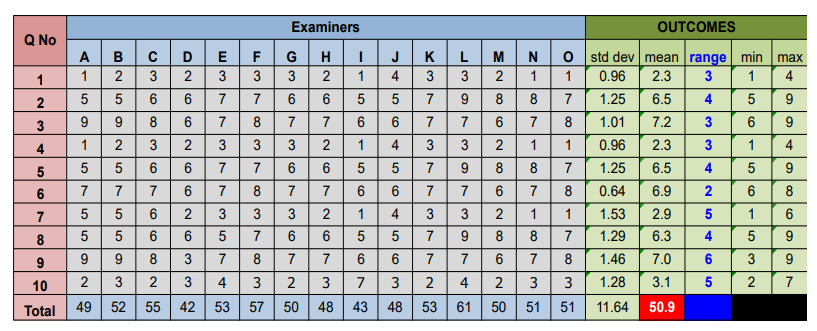 Q No Examiners OUTCOMES
A B C D E F G H I J K L M N O std dev mean range min max
1 1 2 3 2 3 3 3 2 1 4 3 3 2 1 1 0.96 2.3 3 1 4
2 5 5 6 6 7 7 6 6 5 5 7 9 8 8 7 1.25 6.5 4 5 9
3 9 9 8 6 7 8 7 7 6 6 7 7 6 7 8 1.01 7.2 3 6 9
4 1 2 3 2 3 3 3 2 1 4 3 3 2 1 1 0.96 2.3 3 1 4
5 5 5 6 6 7 7 6 6 5 5 7 9 8 8 7 1.25 6.5 4 5 9
6 7 7 7 6 7 8 7 7 6 6 7 7 6 7 8 0.64 6.9 2 6 8
7 5 5 6 2 3 3 3 2 1 4 3 3 2 1 1 1.53 2.9 5 1 6
8 5 5 6 6 5 7 6 6 5 5 7 9 8 8 7 1.29 6.3 4 5 9
9 9 9 8 3 7 8 7 7 6 6 7 7 6 7 8 1.46 7.0 6 3 9
10 2 3 2 3 4 3 2 3 7 3 2 4 2 3 3 1.28 3.1 5 2 7
Total 49 52 55 42 53 57 50 48 43 48 53 61 50 51 51 11.64 50.9